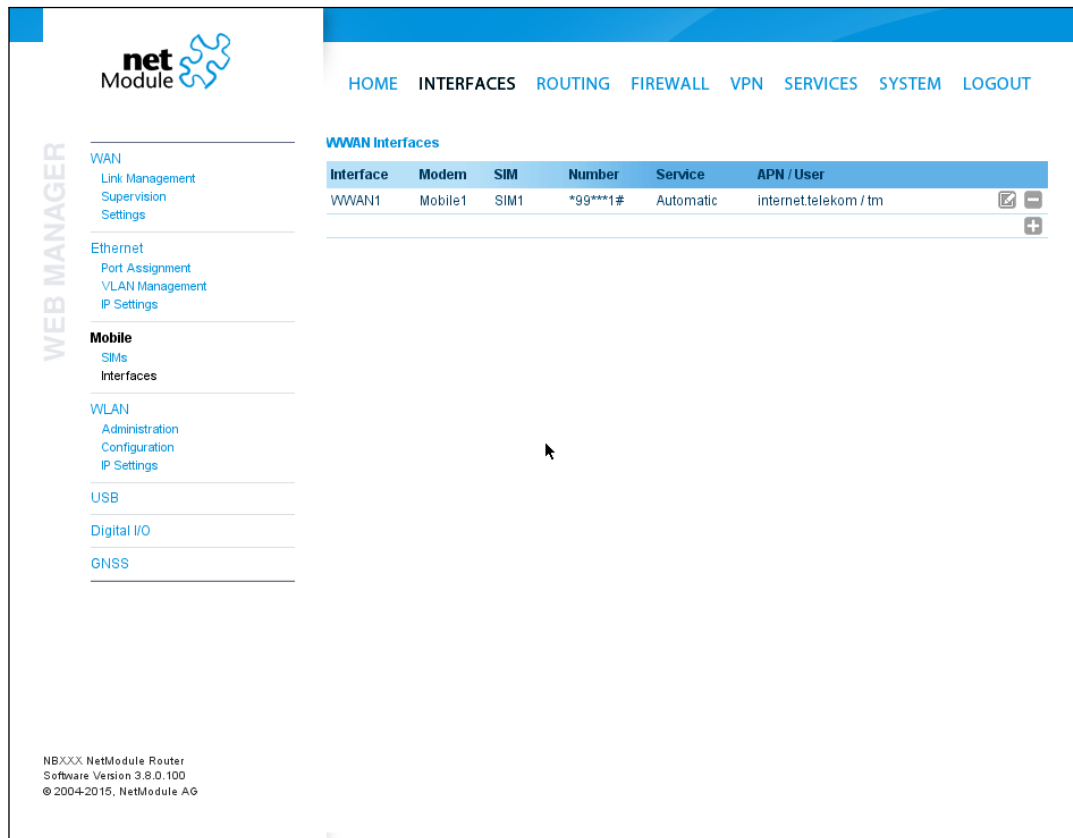 net
Module
HOME INTERFACES ROUTING FIREWALL VPN SERVICES SYSTEM LOGOUT
WEB MANAGER
WAN
Link Management
Supervision
Settings
Ethernet
Port Assignment
VLAN Management
IP Settings
Mobile
SIMs
Interfaces
WLAN
Administration
Configuration
IP Settings
USB
Digital I/O
GNSS
WWAN Interfaces
Interface Modem SIM Number Service APN / User
WWAN1 Mobile1 SIM1 *99***1# Automatic internet.telekom / tm
NBXXX NetModule Router
Software Version 3.8.0.100
© 2004-2015, NetModule AG